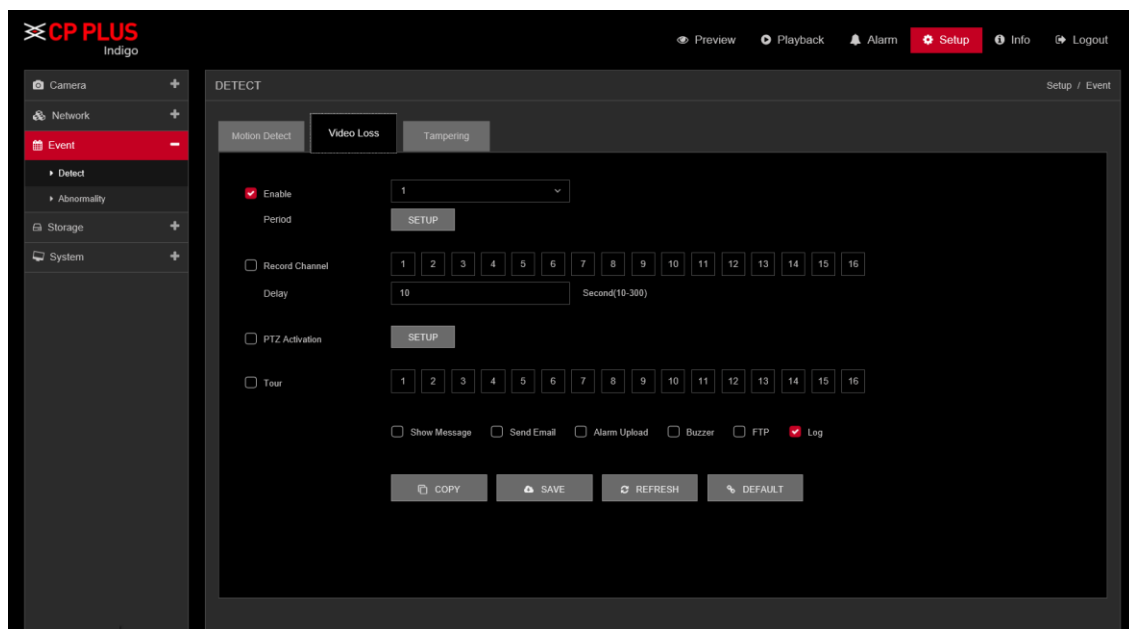 CP PLUS
Indigo
Preview Playback Alarm Setup Info Logout
Camera
Network
Event
Detect
Abnormality
Storage
System
DETECT Setup / Event
Motion Detect Video Loss Tampering
Enable 1
Period SETUP
Record Channel 1 2 3 4 5 6 7 8 9 10 11 12 13 14 15 16
Delay 10 Second(10-300)
PTZ Activation SETUP
Tour 1 2 3 4 5 6 7 8 9 10 11 12 13 14 15 16
Show Message Send Email Alarm Upload Buzzer FTP Log
COPY SAVE REFRESH DEFAULT